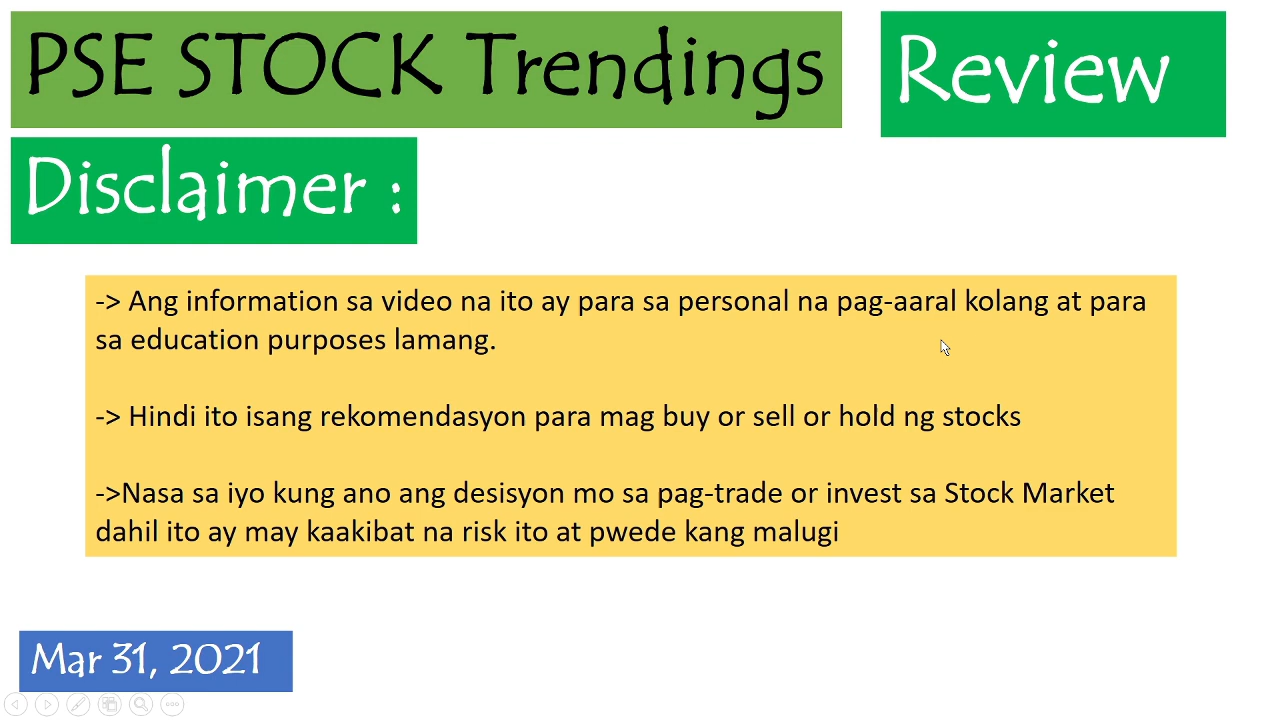 PSE STOCK Trendings
Review
Disclaimer :
-> Ang information sa video na ito ay para sa personal na pag-aaral kolang at para
sa education purposes lamang.
-> Hindi ito isang rekomendasyon para mag buy or sell or hold ng stocks
->Nasa sa iyo kung ano ang desisyon mo sa pag-trade or invest sa Stock Market
dahil ito ay may kaakibat na risk ito at pwede kang malugi
Mar 31, 2021